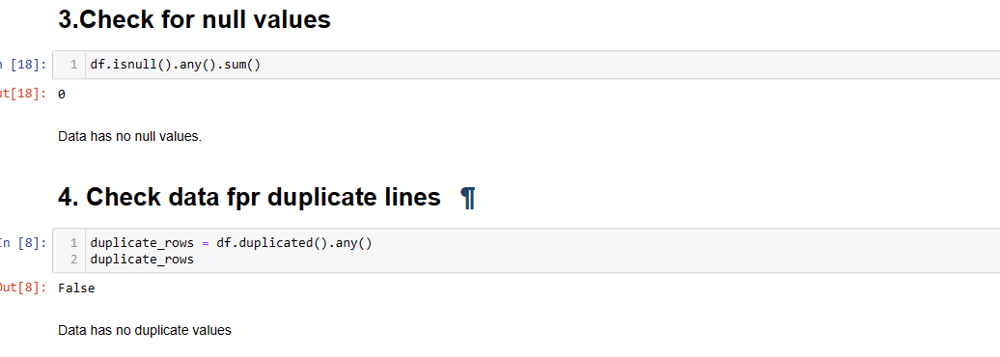 3.Check for null values
n [18]: 1 df.isnull().any().sum()
ut[18]: 0
Data has no null values.
4. Check data fpr duplicate lines ¶
In [8]: 1 duplicate_rows = df.duplicated().any()
2 duplicate_rows
Out[8]: False
Data has no duplicate values